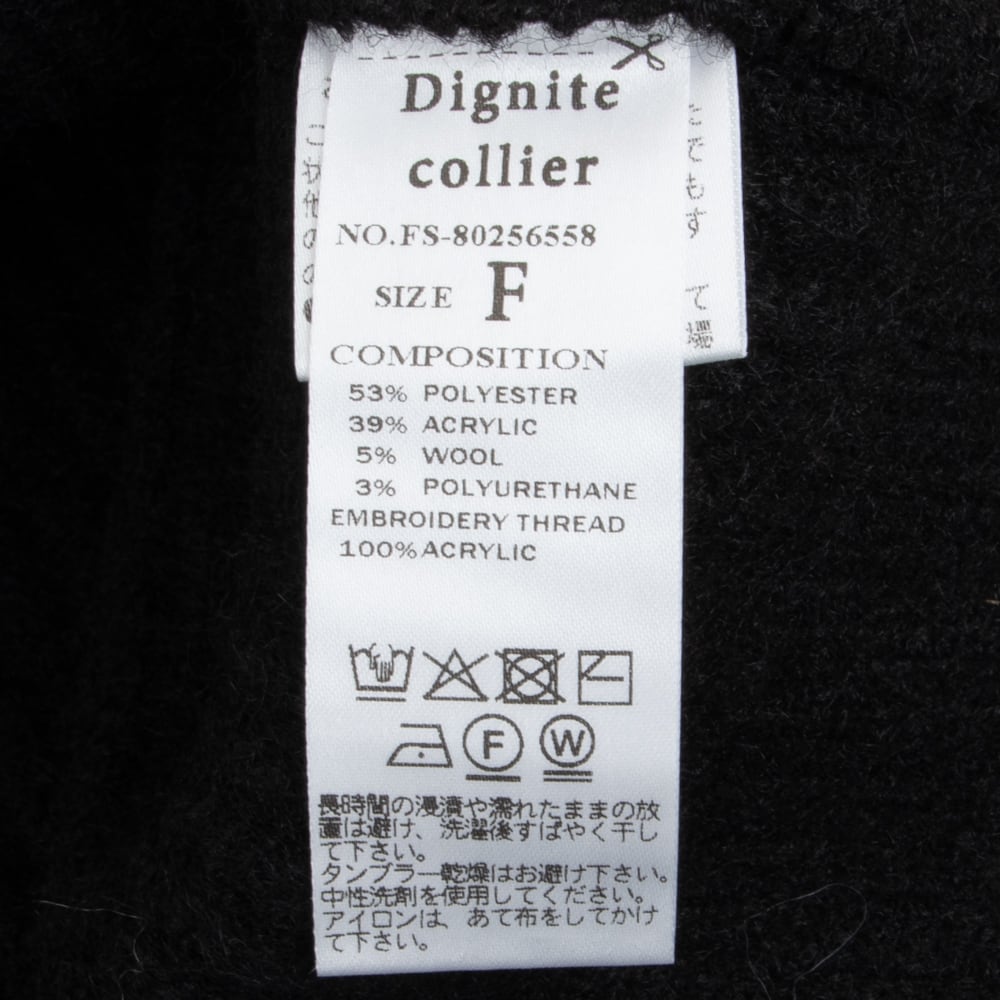 Dignite
collier
NO.FS-80256558
SIZE F
COMPOSITION
53% POLYESTER
39% ACRYLIC
5% WOOL
3% POLYURETHANE
EMBROIDERY THREAD
100% ACRYLIC
F W
長時間の浸漬や濡れたままの放
置は避け、洗濯後すばやく干し
て下さい。
タンブラー乾燥はお避け下さい。
中性洗剤を使用してください。
アイロンは、あて布をしてかけ
て下さい。